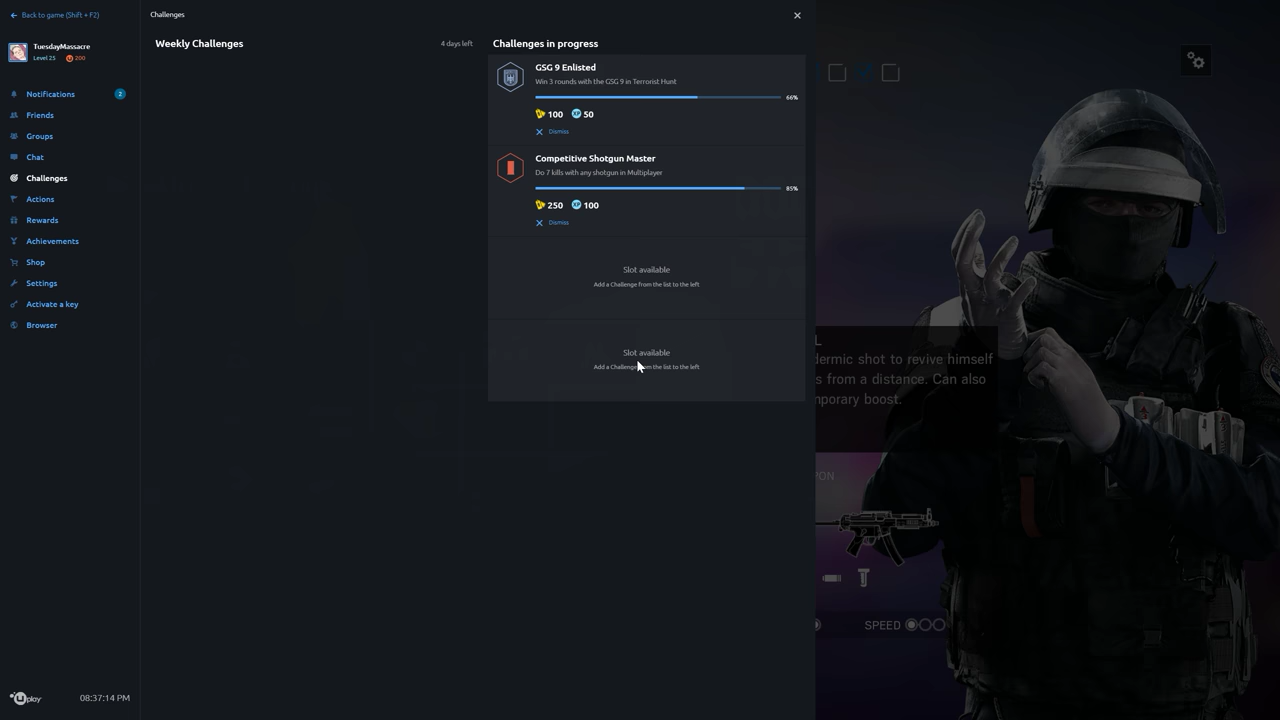 Back to game (Shift + F2)
TuesdayMassacre
Level 25
200
Notifications
2
Friends
Groups
Chat
Challenges
Actions
Rewards
Achievements
Shop
Settings
Activate a key
Browser
uplay
08:37:14 PM
Challenges
Weekly Challenges
4 days left
Challenges in progress
GSG 9 Enlisted
Win 3 rounds with the GSG 9 in Terrorist Hunt
66%
100
XP 50
Dismiss
Competitive Shotgun Master
Do 7 kills with any shotgun in Multiplayer
85%
250
XP 100
Dismiss
Slot available
Add a Challenge from the list to the left
Slot available
Add a Challenge from the list to the left
L
dermic shot to revive himself
s from a distance. Can also
mporary boost.
PON
SPEED